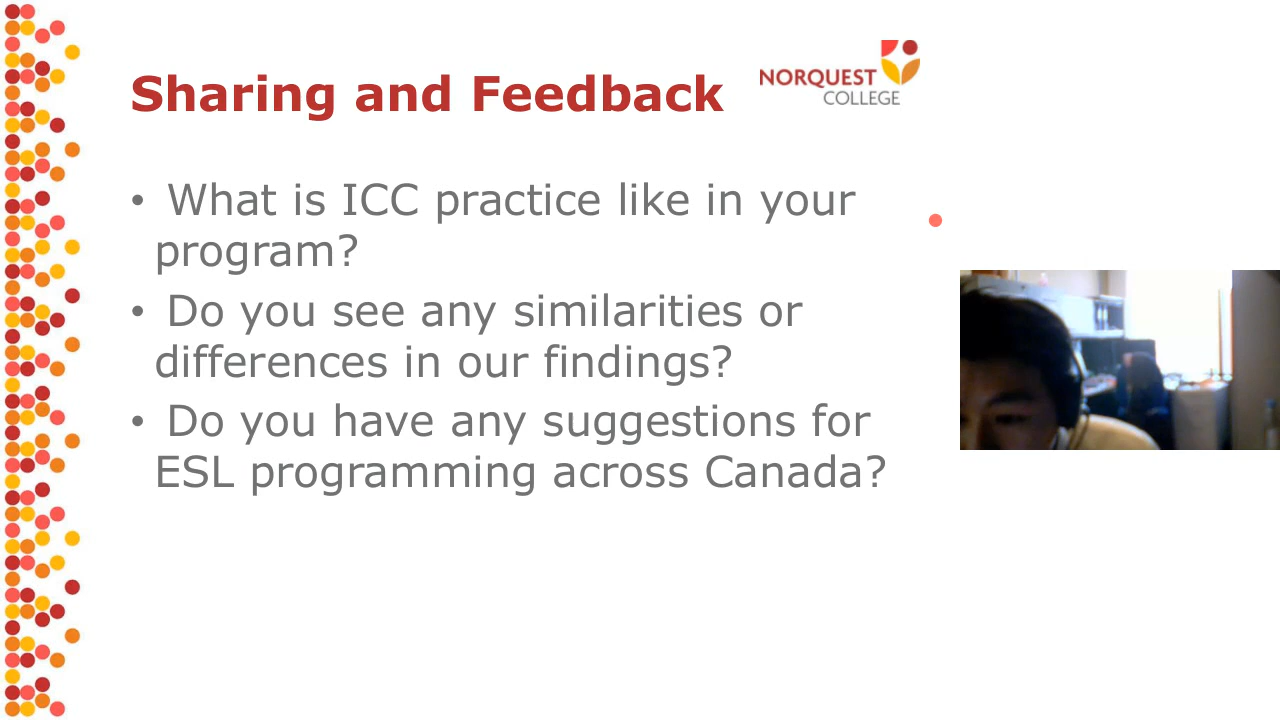 Sharing and Feedback
NORQUEST
COLLEGE
• What is ICC practice like in your
program?
• Do you see any similarities or
differences in our findings?
• Do you have any suggestions for
ESL programming across Canada?